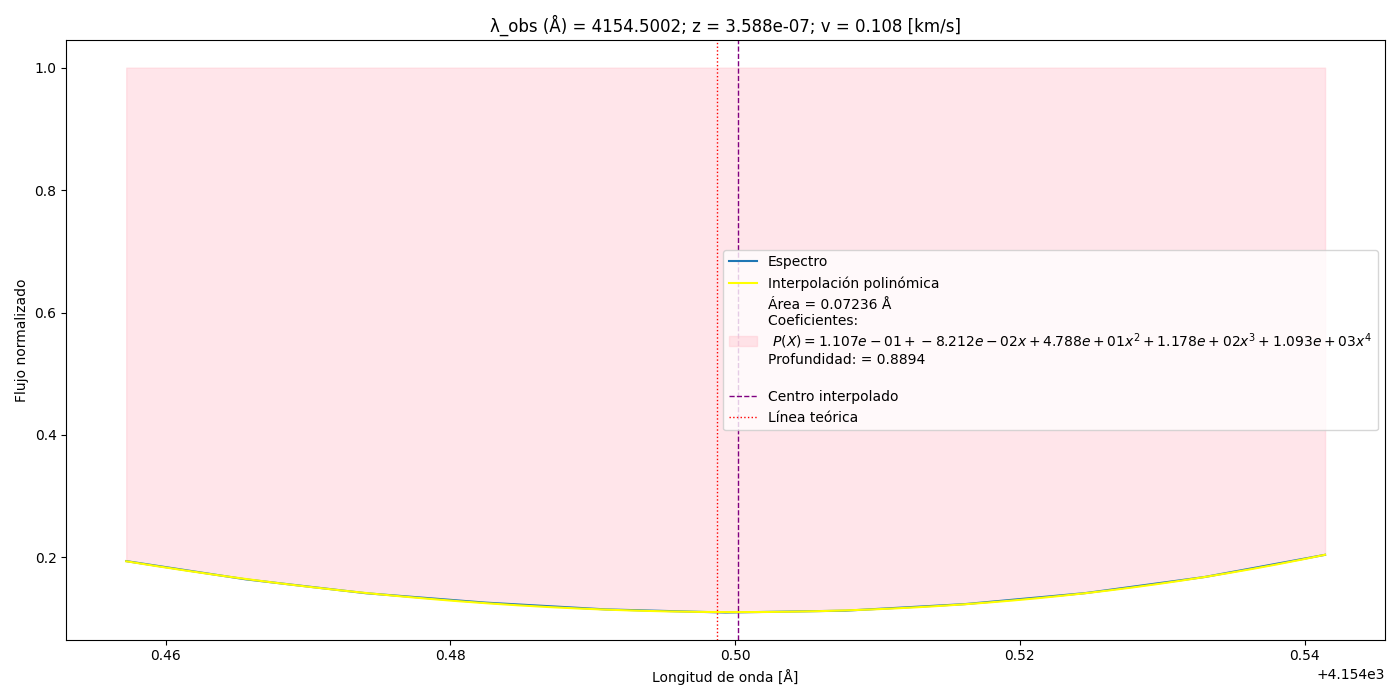 λ_obs (Å) = 4154.5002; z = 3.588e-07; v = 0.108 [km/s]
1.0
0.8
0.6
0.4
0.2
Flujo normalizado
Espectro
Interpolación polinómica
Área = 0.07236 Å
Coeficientes:
P(X) = 1.107e − 01 + −8.212e − 02x + 4.788e + 01x² + 1.178e + 02x³ + 1.093e + 03x⁴
Profundidad: = 0.8894
Centro interpolado
Línea teórica
0.46 0.48 0.50 0.52 0.54
+4.154e3
Longitud de onda [Å]